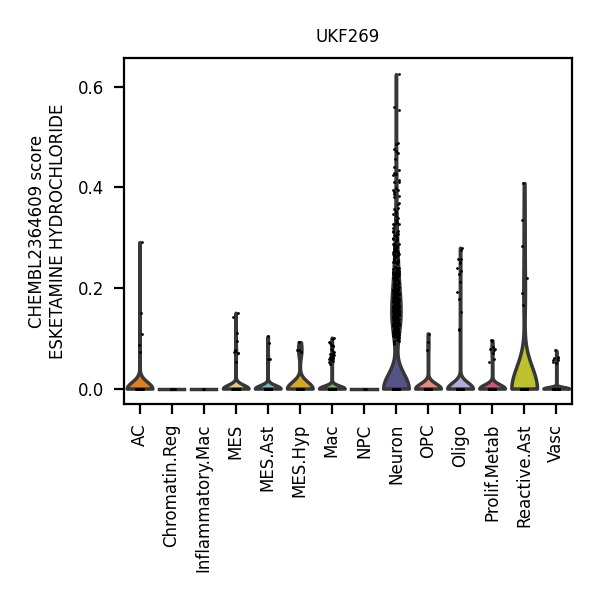 UKF269
CHEMBL2364609 score
ESKETAMINE HYDROCHLORIDE
0.6
0.4
0.2
0.0
AC
Chromatin.Reg
Inflammatory.Mac
MES
MES.Ast
MES.Hyp
Mac
NPC
Neuron
OPC
Oligo
Prolif.Metab
Reactive.Ast
Vasc